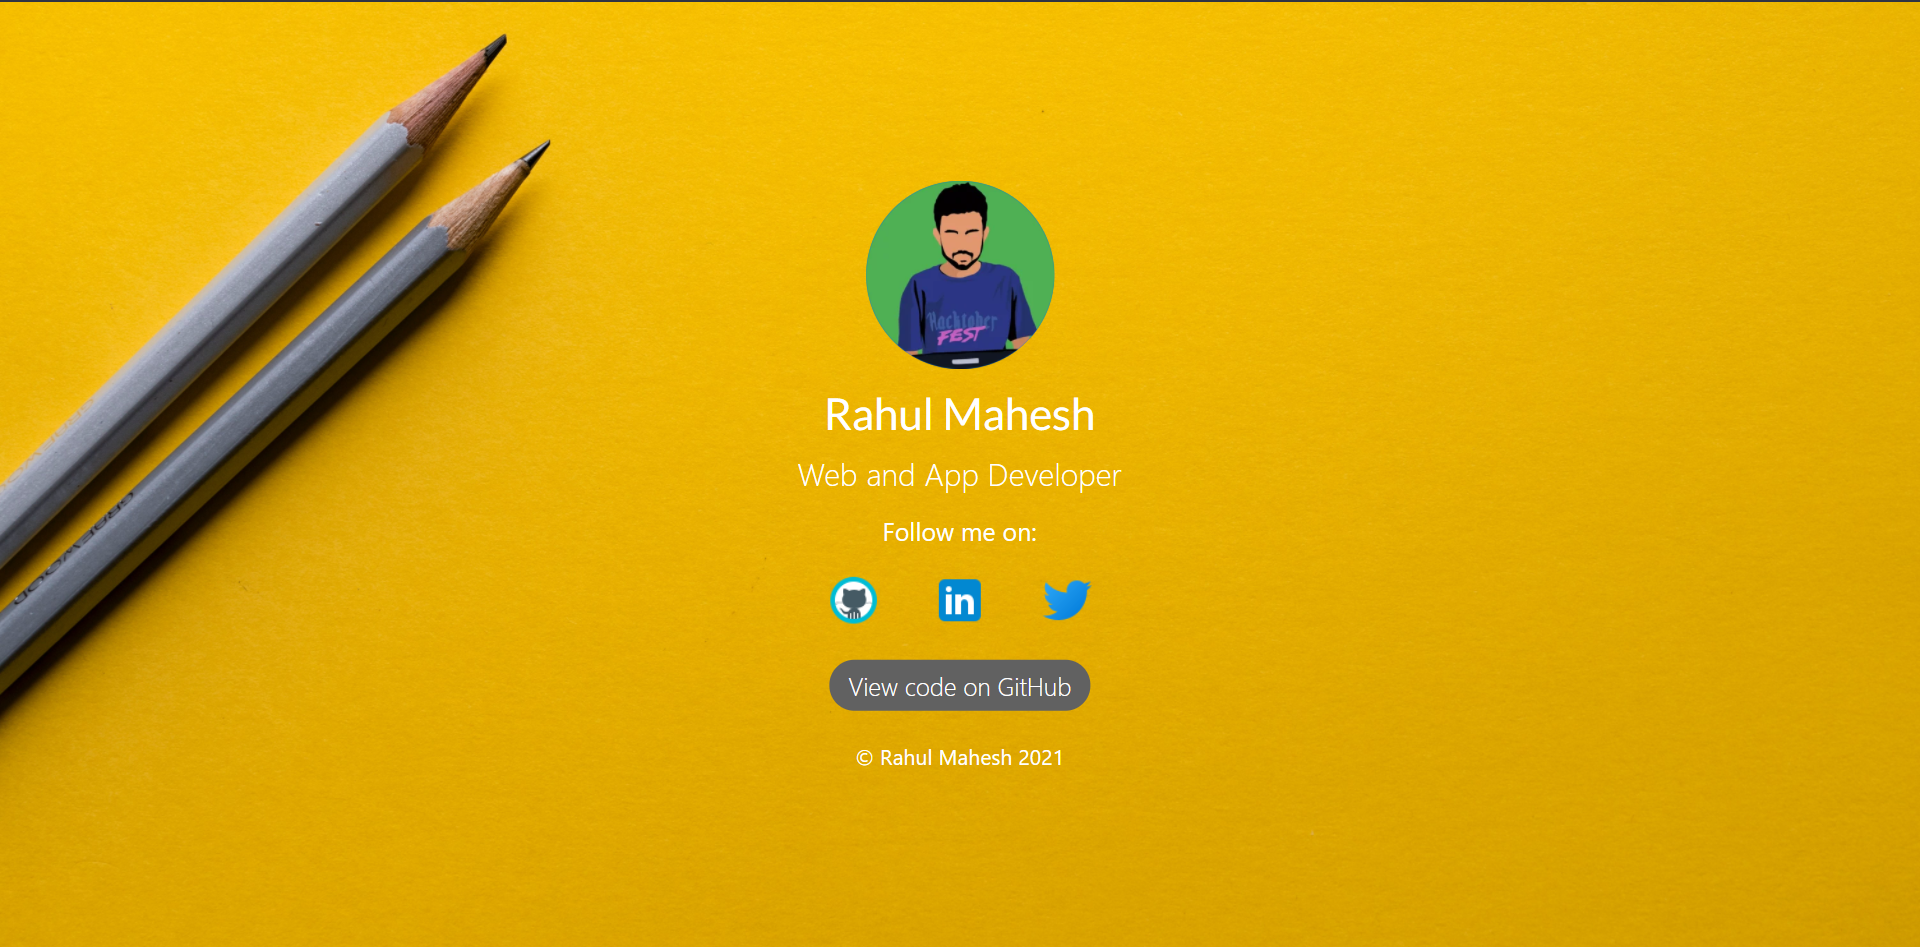 Hacktober
FEST
Rahul Mahesh
Web and App Developer
Follow me on:
in
View code on GitHub
© Rahul Mahesh 2021